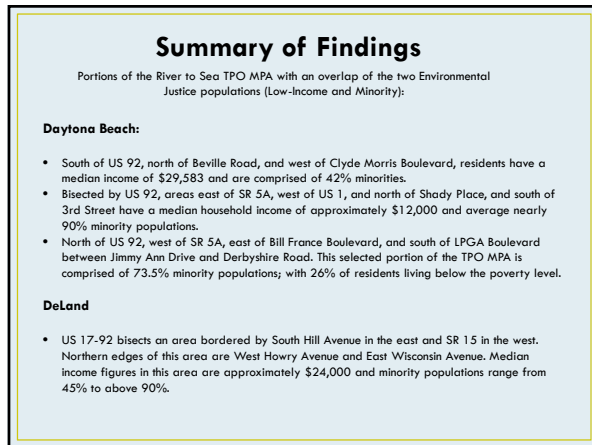 Summary of Findings
Portions of the River to Sea TPO MPA with an overlap of the two Environmental
Justice populations (Low-Income and Minority):
Daytona Beach:
• South of US 92, north of Beville Road, and west of Clyde Morris Boulevard, residents have a
median income of $29,583 and are comprised of 42% minorities.
• Bisected by US 92, areas east of SR 5A, west of US 1, and north of Shady Place, and south of
3rd Street have a median household income of approximately $12,000 and average nearly
90% minority populations.
• North of US 92, west of SR 5A, east of Bill France Boulevard, and south of LPGA Boulevard
between Jimmy Ann Drive and Derbyshire Road. This selected portion of the TPO MPA is
comprised of 73.5% minority populations; with 26% of residents living below the poverty level.
DeLand
• US 17-92 bisects an area bordered by South Hill Avenue in the east and SR 15 in the west.
Northern edges of this area are West Howry Avenue and East Wisconsin Avenue. Median
income figures in this area are approximately $24,000 and minority populations range from
45% to above 90%.